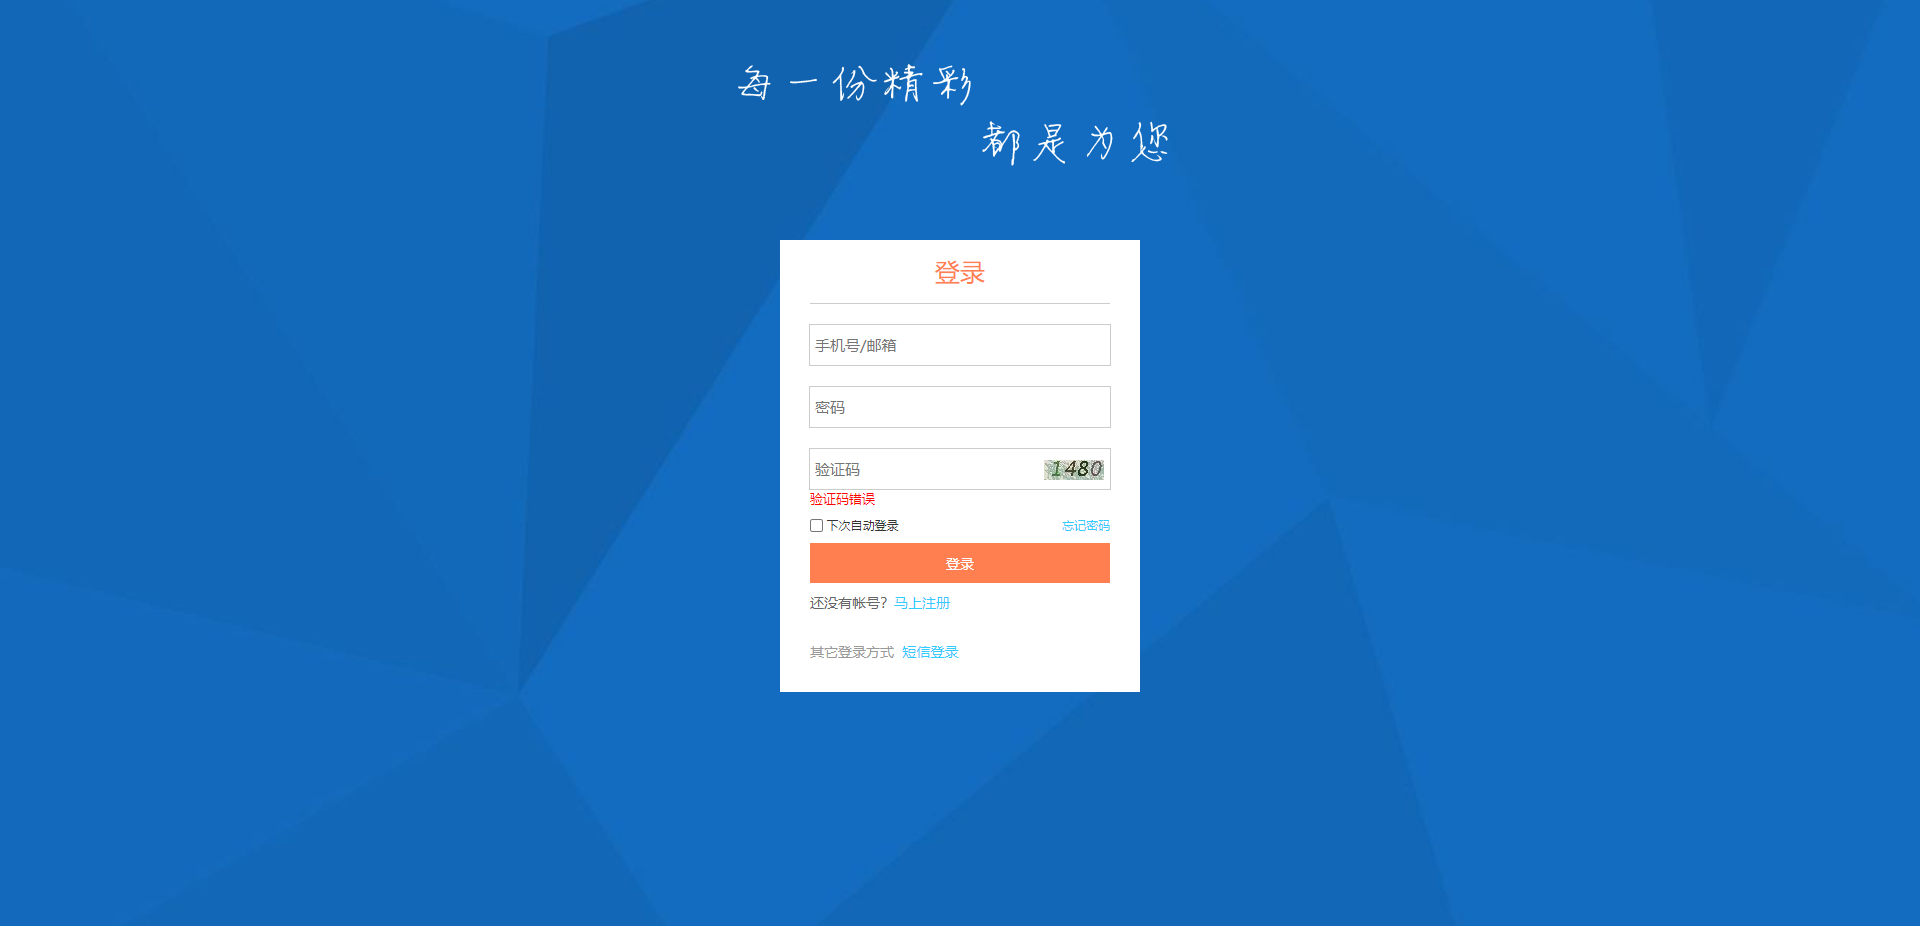 每一份精彩
都是为您
登录
手机号/邮箱
密码
验证码 1480
验证码错误
下次自动登录 忘记密码
登录
还没有帐号? 马上注册
其它登录方式 短信登录